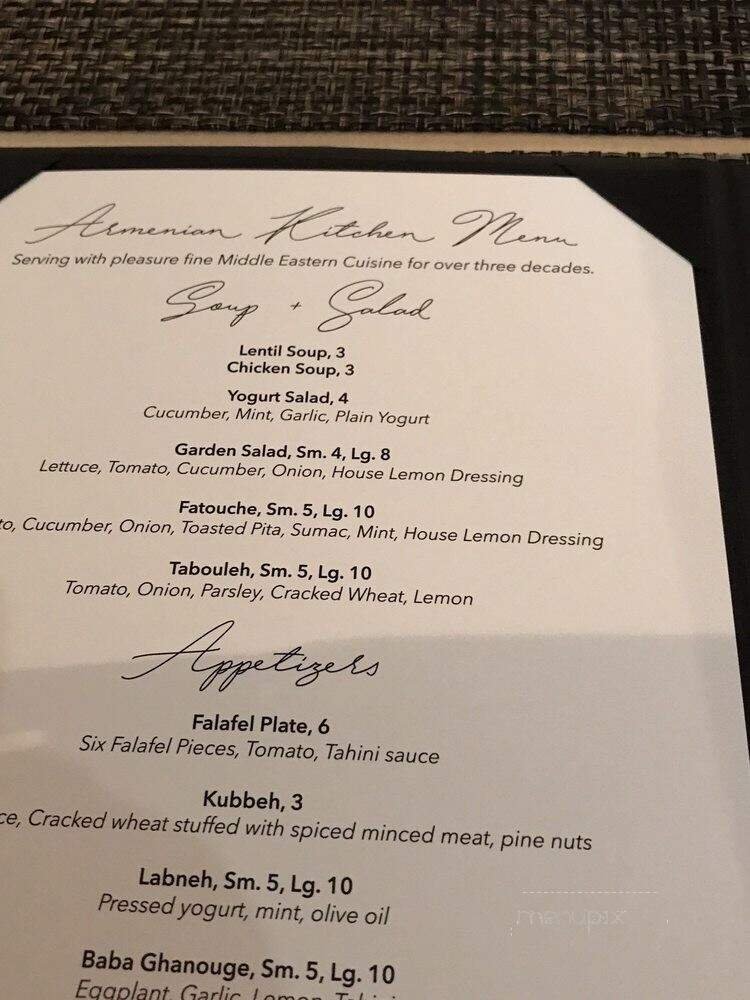 Armenian Kitchen Menu
Serving with pleasure fine Middle Eastern Cuisine for over three decades.
Soup + Salad
Lentil Soup, 3
Chicken Soup, 3
Yogurt Salad, 4
Cucumber, Mint, Garlic, Plain Yogurt
Garden Salad, Sm. 4, Lg. 8
Lettuce, Tomato, Cucumber, Onion, House Lemon Dressing
Fatouche, Sm. 5, Lg. 10
Cucumber, Onion, Toasted Pita, Sumac, Mint, House Lemon Dressing
Tabouleh, Sm. 5, Lg. 10
Tomato, Onion, Parsley, Cracked Wheat, Lemon
Appetizers
Falafel Plate, 6
Six Falafel Pieces, Tomato, Tahini sauce
Kubbeh, 3
Cracked wheat stuffed with spiced minced meat, pine nuts
Labneh, Sm. 5, Lg. 10
Pressed yogurt, mint, olive oil
menupix
Baba Ghanouge, Sm. 5, Lg. 10
Eggplant, Garlic, Lemon,